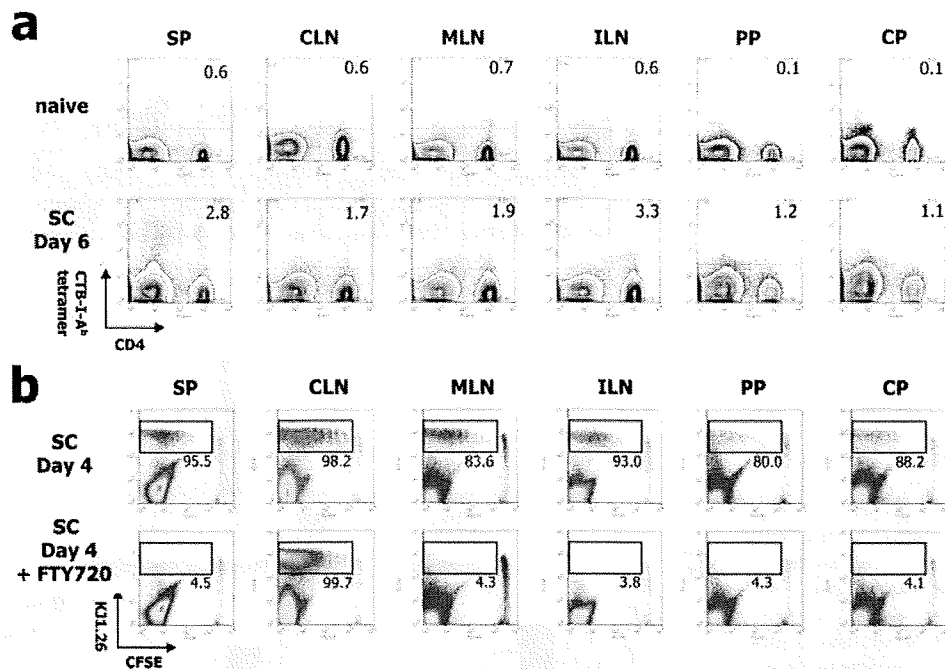 a
SP CLN MLN ILN PP CP
naive
0.6 0.6 0.7 0.6 0.1 0.1
SC
Day 6
2.8 1.7 1.9 3.3 1.2 1.1
CTB-I-Aᵇ
tetramer
CD4
b
SP CLN MLN ILN PP CP
SC
Day 4
95.5 98.2 83.6 93.0 80.0 88.2
SC
Day 4
+ FTY720
4.5 99.7 4.3 3.8 4.3 4.1
KJ1.26
CFSE